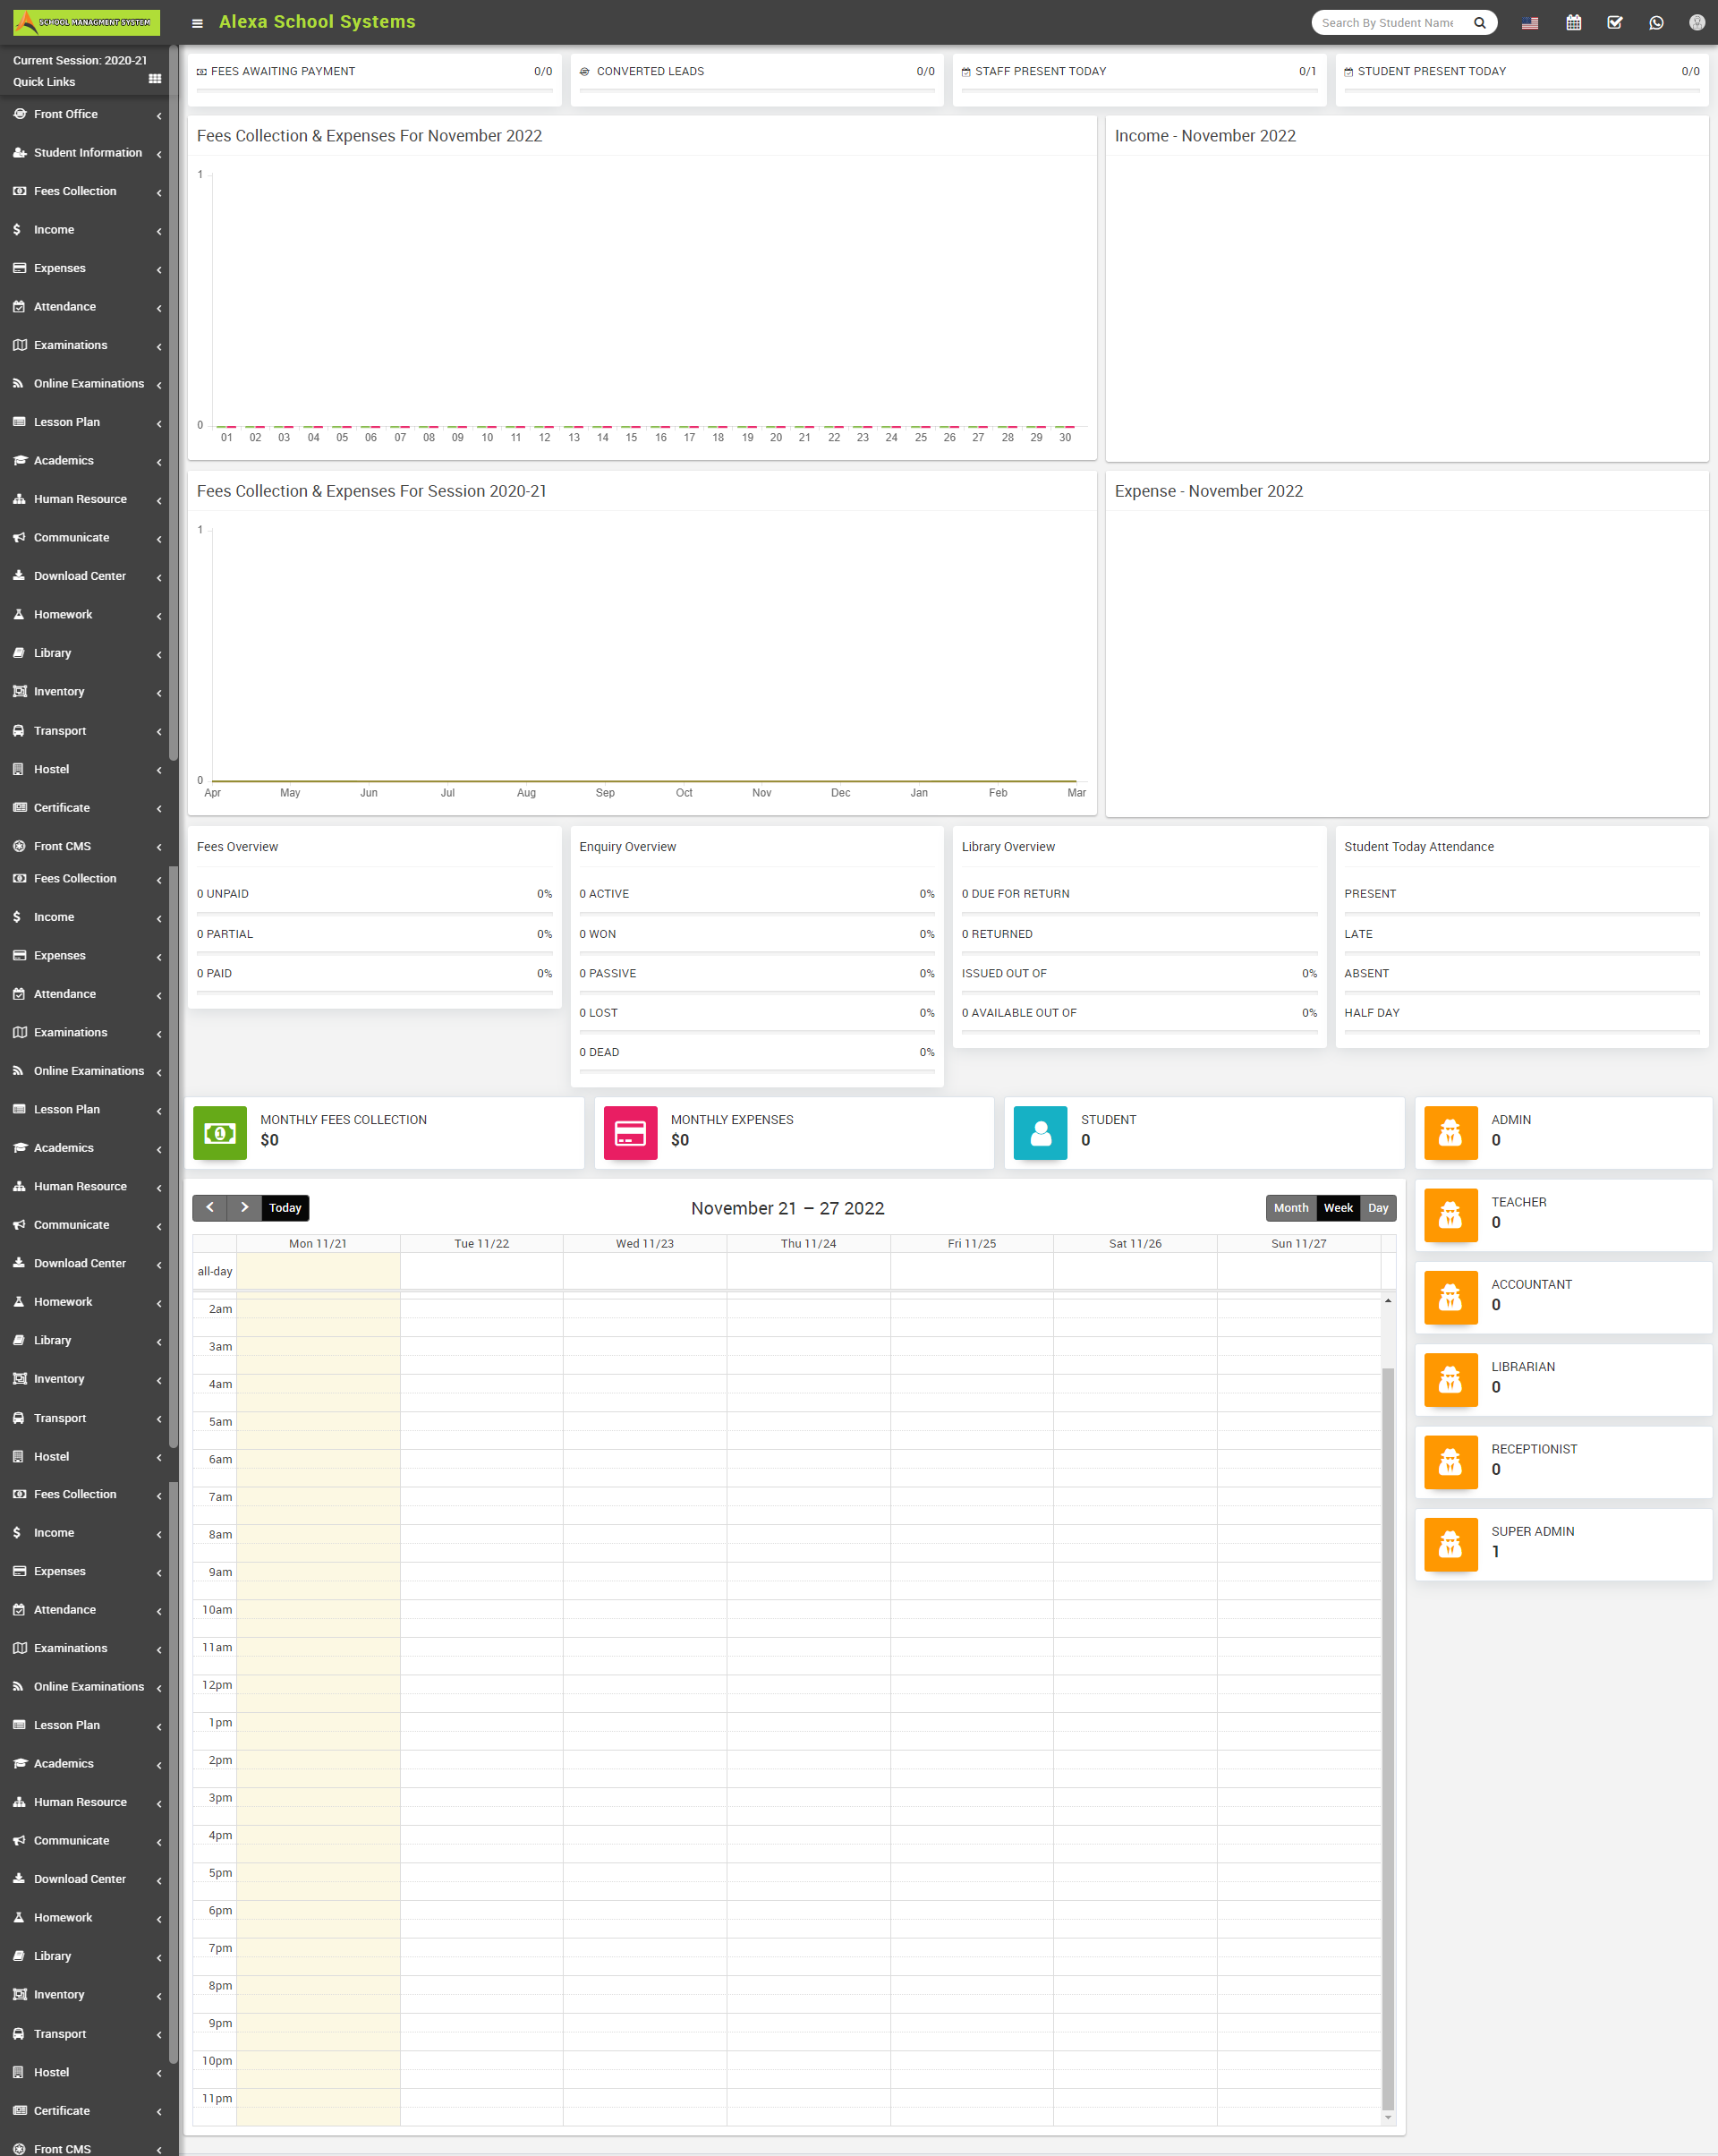 SCHOOL MANAGMENT SYSTEM
Alexa School Systems
Search By Student Name
Current Session: 2020-21
Quick Links
Front Office
Student Information
Fees Collection
Income
Expenses
Attendance
Examinations
Online Examinations
Lesson Plan
Academics
Human Resource
Communicate
Download Center
Homework
Library
Inventory
Transport
Hostel
Certificate
Front CMS
Fees Collection
Income
Expenses
Attendance
Examinations
Online Examinations
Lesson Plan
Academics
Human Resource
Communicate
Download Center
Homework
Library
Inventory
Transport
Hostel
Fees Collection
Income
Expenses
Attendance
Examinations
Online Examinations
Lesson Plan
Academics
Human Resource
Communicate
Download Center
Homework
Library
Inventory
Transport
Hostel
Certificate
Front CMS
FEES AWAITING PAYMENT 0/0
CONVERTED LEADS 0/0
STAFF PRESENT TODAY 0/1
STUDENT PRESENT TODAY 0/0
Fees Collection & Expenses For November 2022
1
0
01 02 03 04 05 06 07 08 09 10 11 12 13 14 15 16 17 18 19 20 21 22 23 24 25 26 27 28 29 30
Income - November 2022
Fees Collection & Expenses For Session 2020-21
1
0
Apr May Jun Jul Aug Sep Oct Nov Dec Jan Feb Mar
Expense - November 2022
Fees Overview
0 UNPAID 0%
0 PARTIAL 0%
0 PAID 0%
Enquiry Overview
0 ACTIVE 0%
0 WON 0%
0 PASSIVE 0%
0 LOST 0%
0 DEAD 0%
Library Overview
0 DUE FOR RETURN
0 RETURNED
ISSUED OUT OF 0%
0 AVAILABLE OUT OF 0%
Student Today Attendance
PRESENT
LATE
ABSENT
HALF DAY
MONTHLY FEES COLLECTION
$0
MONTHLY EXPENSES
$0
STUDENT
0
ADMIN
0
TEACHER
0
ACCOUNTANT
0
LIBRARIAN
0
RECEPTIONIST
0
SUPER ADMIN
1
Today
November 21 – 27 2022
Month Week Day
Mon 11/21 Tue 11/22 Wed 11/23 Thu 11/24 Fri 11/25 Sat 11/26 Sun 11/27
all-day
2am
3am
4am
5am
6am
7am
8am
9am
10am
11am
12pm
1pm
2pm
3pm
4pm
5pm
6pm
7pm
8pm
9pm
10pm
11pm